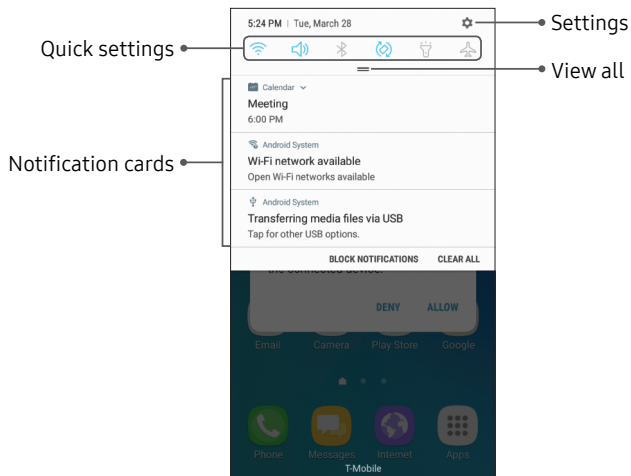 5:24 PM | Tue, March 28
Settings
Quick settings
View all
Calendar
Meeting
6:00 PM
Notification cards
Android System
Wi-Fi network available
Open Wi-Fi networks available
Android System
Transferring media files via USB
Tap for other USB options.
BLOCK NOTIFICATIONS CLEAR ALL
the connected device.
DENY ALLOW
Email Camera Play Store Google
Phone Messages Internet Apps
T-Mobile